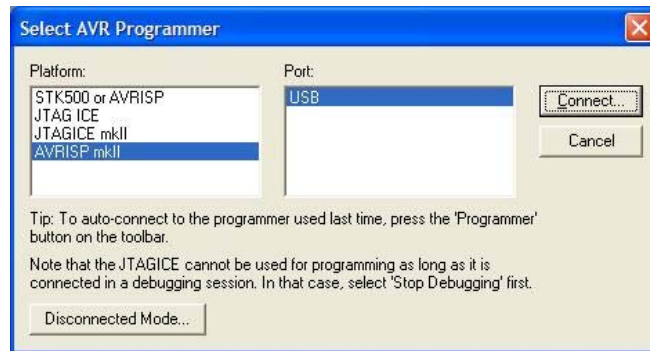 Select AVR Programmer
Platform:
Port:
STK500 or AVRISP
JTAG ICE
JTAGICE mkII
AVRISP mkII
USB
Connect...
Cancel
Tip: To auto-connect to the programmer used last time, press the 'Programmer'
button on the toolbar.
Note that the JTAGICE cannot be used for programming as long as it is
connected in a debugging session. In that case, select 'Stop Debugging' first.
Disconnected Mode...